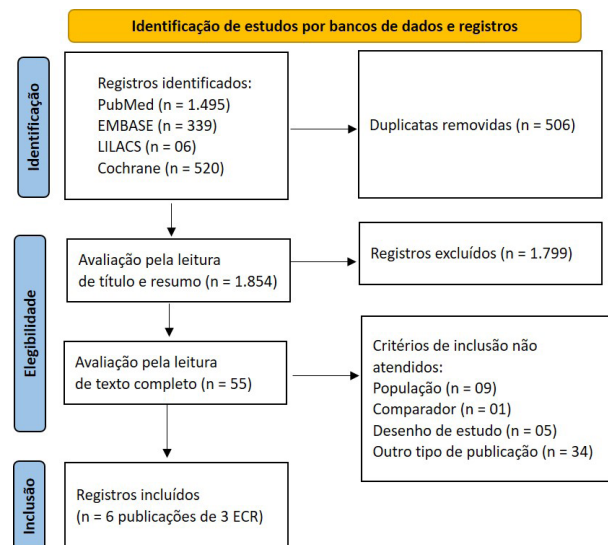 Identificação de estudos por bancos de dados e registros
Identificação
Registros identificados:
PubMed (n = 1.495)
EMBASE (n = 339)
LILACS (n = 06)
Cochrane (n = 520)
Duplicatas removidas (n = 506)
Elegibilidade
Avaliação pela leitura
de título e resumo (n = 1.854)
Registros excluídos (n = 1.799)
Avaliação pela leitura
de texto completo (n = 55)
Critérios de inclusão não
atendidos:
População (n = 09)
Comparador (n = 01)
Desenho de estudo (n = 05)
Outro tipo de publicação (n = 34)
Inclusão
Registros incluídos
(n = 6 publicações de 3 ECR)